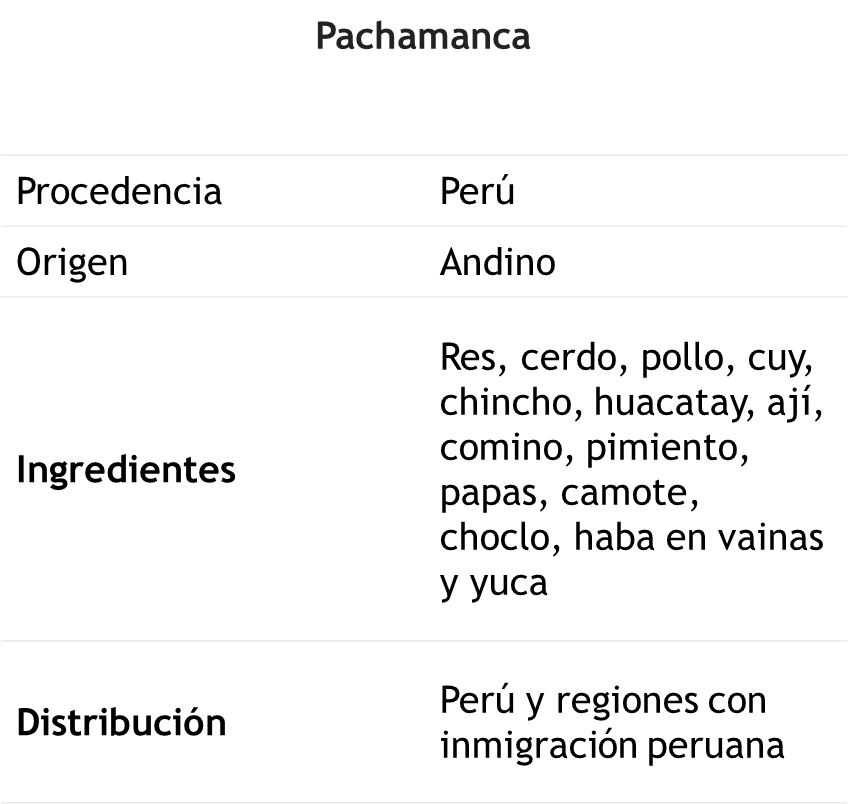 Pachamanca
Procedencia Perú
Origen Andino
Ingredientes
Res, cerdo, pollo, cuy,
chincho, huacatay, ají,
comino, pimiento,
papas, camote,
choclo, haba en vainas
y yuca
Distribución
Perú y regiones con
inmigración peruana